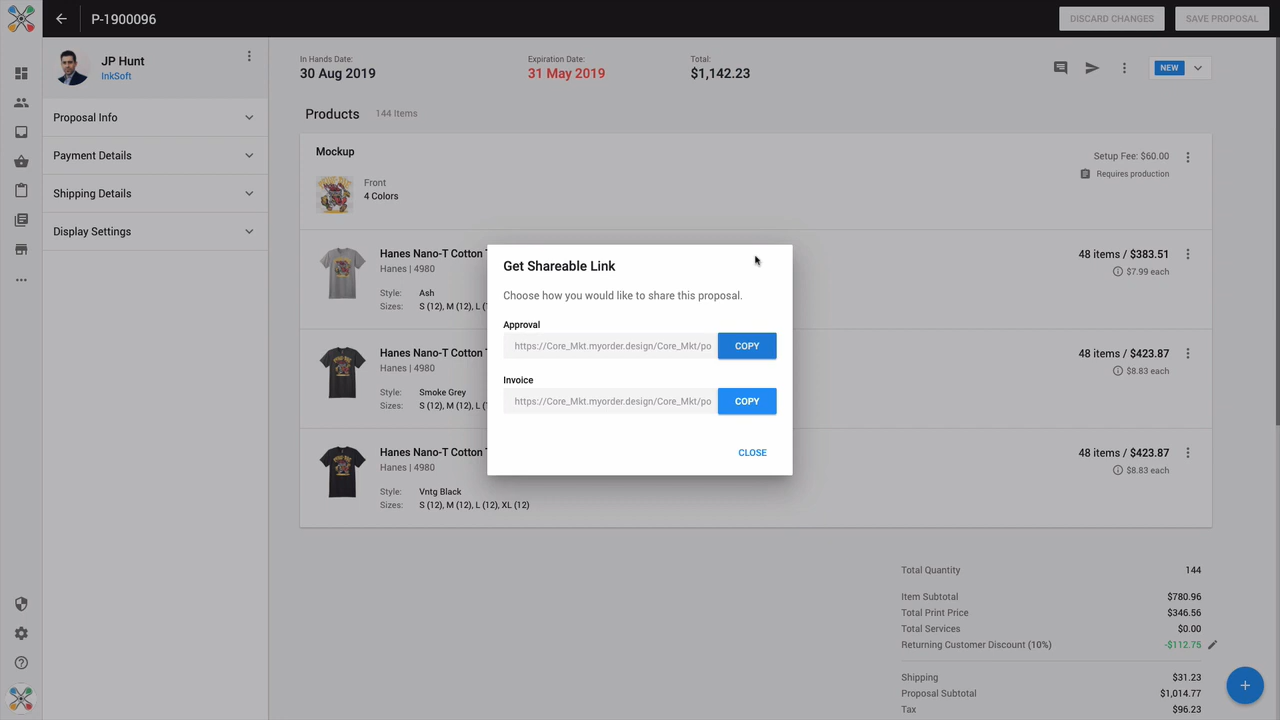 P-1900096
DISCARD CHANGES
SAVE PROPOSAL
JP Hunt
InkSoft
Proposal Info
Payment Details
Shipping Details
Display Settings
In Hands Date:
30 Aug 2019
Expiration Date:
31 May 2019
Total:
$1,142.23
NEW
Products 144 Items
Mockup
Front
4 Colors
Setup Fee: $60.00
Requires production
Hanes Nano-T Cotton
Hanes | 4980
Style: Ash
Sizes: S (12), M (12), L
48 items / $383.51
$7.99 each
Hanes Nano-T Cotton
Hanes | 4980
Style: Smoke Grey
Sizes: S (12), M (12), L
48 items / $423.87
$8.83 each
Hanes Nano-T Cotton
Hanes | 4980
Style: Vntg Black
Sizes: S (12), M (12), L (12), XL (12)
48 items / $423.87
$8.83 each
Get Shareable Link
Choose how you would like to share this proposal.
Approval
https://Core_Mkt.myorder.design/Core_Mkt/po
COPY
Invoice
https://Core_Mkt.myorder.design/Core_Mkt/po
COPY
CLOSE
Total Quantity 144
Item Subtotal $780.96
Total Print Price $346.56
Total Services $0.00
Returning Customer Discount (10%) -$112.75
Shipping $31.23
Proposal Subtotal $1,014.77
Tax $96.23